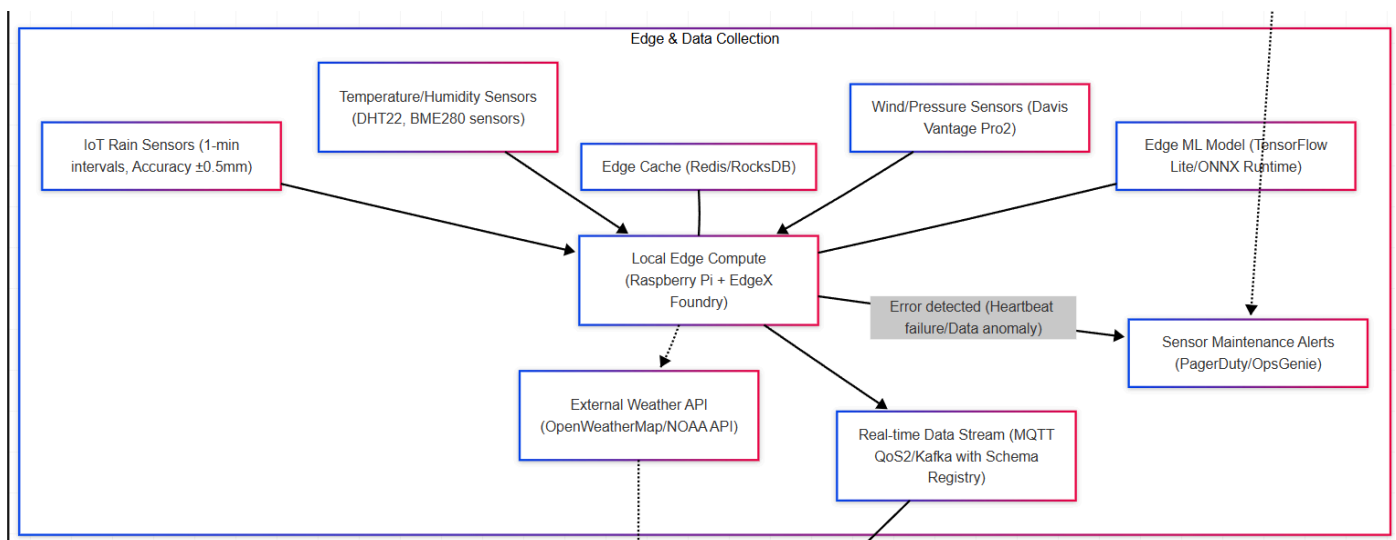 Edge & Data Collection
Temperature/Humidity Sensors
(DHT22, BME280 sensors)
Wind/Pressure Sensors (Davis
Vantage Pro2)
IoT Rain Sensors (1-min
intervals, Accuracy ±0.5mm)
Edge Cache (Redis/RocksDB)
Edge ML Model (TensorFlow
Lite/ONNX Runtime)
Local Edge Compute
(Raspberry Pi + EdgeX
Foundry)
Error detected (Heartbeat
failure/Data anomaly)
Sensor Maintenance Alerts
(PagerDuty/OpsGenie)
External Weather API
(OpenWeatherMap/NOAA API)
Real-time Data Stream (MQTT
QoS2/Kafka with Schema
Registry)